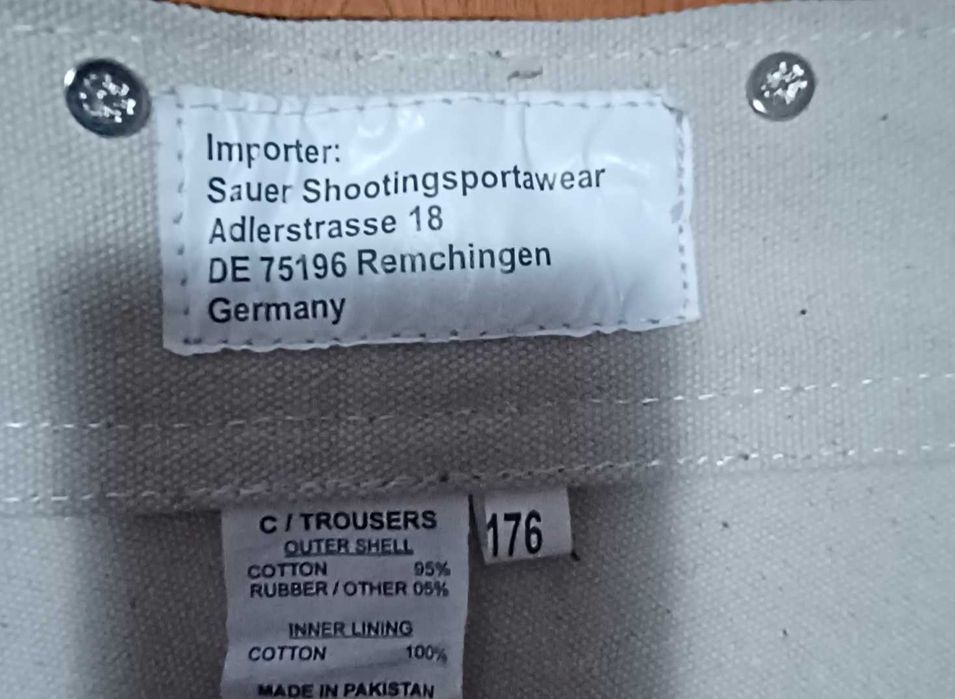 Importer:
Sauer Shootingsportawear
Adlerstrasse 18
DE 75196 Remchingen
Germany
C / TROUSERS
OUTER SHELL
COTTON 95%
RUBBER / OTHER 05%
INNER LINING
COTTON 100%
MADE IN PAKISTAN
176